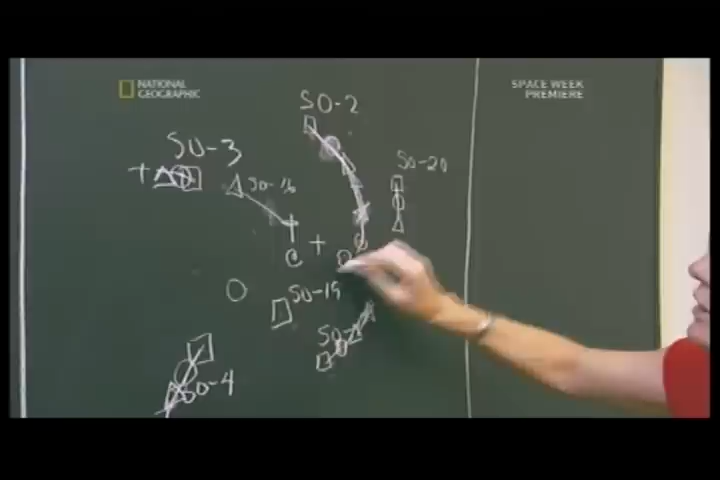 NATIONAL
GEOGRAPHIC
SPACE WEEK
PREMIERE
SO-2
SO-3
SO-20
SO-16
SO-19
SO-4